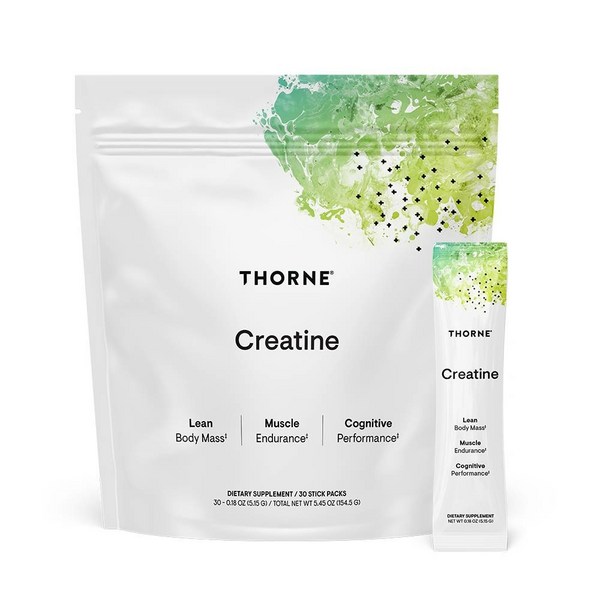 THORNE®
Creatine
Lean
Body Mass‡
Muscle
Endurance‡
Cognitive
Performance‡
DIETARY SUPPLEMENT / 30 STICK PACKS
30 - 0.18 OZ (5.15 G) / TOTAL NET WT 5.45 OZ (154.5 G)
THORNE®
Creatine
Lean
Body Mass‡
Muscle
Endurance‡
Cognitive
Performance‡
DIETARY SUPPLEMENT
NET WT 0.18 OZ (5.15 G)